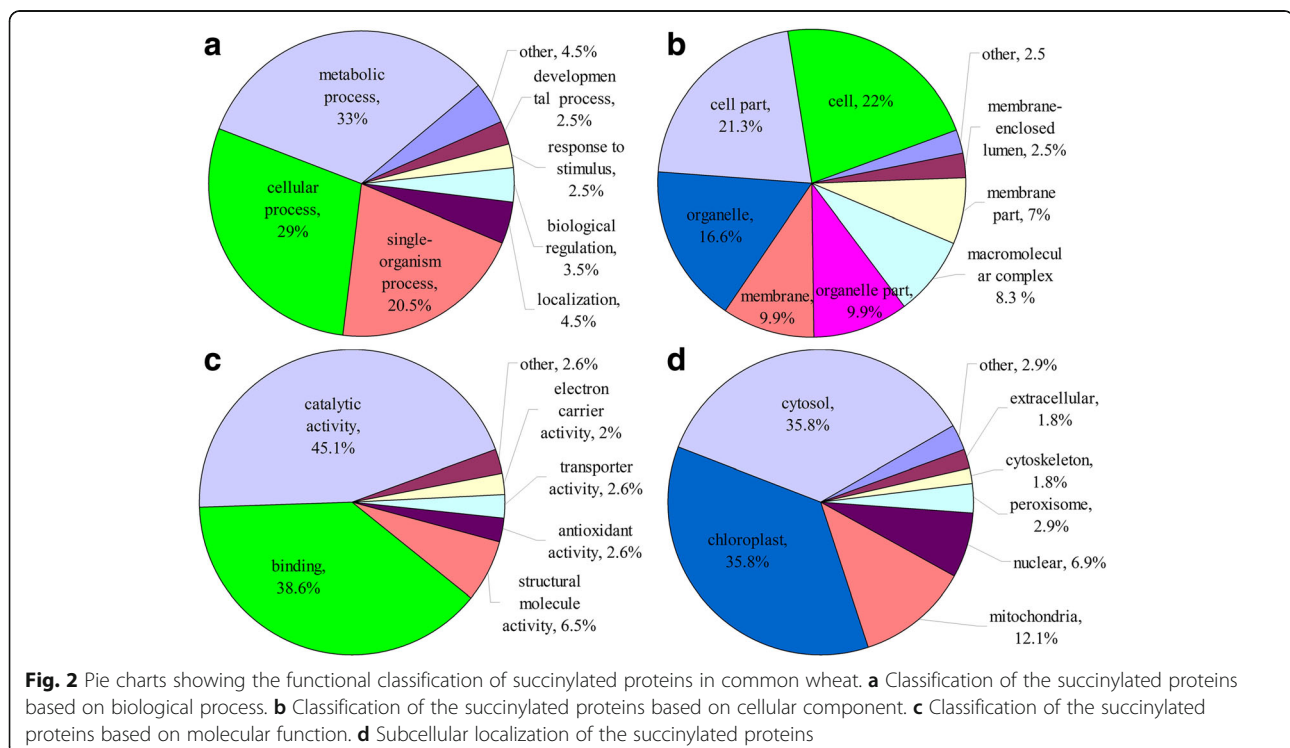 a
metabolic
process,
33%
other, 4.5%
developmen
tal process,
2.5%
response to
stimulus,
2.5%
biological
regulation,
3.5%
localization,
4.5%
single-
organism
process,
20.5%
cellular
process,
29%
b
cell part,
21.3%
cell, 22%
other, 2.5
membrane-
enclosed
lumen, 2.5%
membrane
part, 7%
macromolecul
ar complex
8.3 %
organelle part,
9.9%
membrane,
9.9%
organelle,
16.6%
c
catalytic
activity,
45.1%
other, 2.6%
electron
carrier
activity, 2%
transporter
activity, 2.6%
antioxidant
activity, 2.6%
structural
molecule
activity, 6.5%
binding,
38.6%
d
cytosol,
35.8%
other, 2.9%
extracellular,
1.8%
cytoskeleton,
1.8%
peroxisome,
2.9%
nuclear, 6.9%
mitochondria,
12.1%
chloroplast,
35.8%
Fig. 2 Pie charts showing the functional classification of succinylated proteins in common wheat. a Classification of the succinylated proteins
based on biological process. b Classification of the succinylated proteins based on cellular component. c Classification of the succinylated
proteins based on molecular function. d Subcellular localization of the succinylated proteins